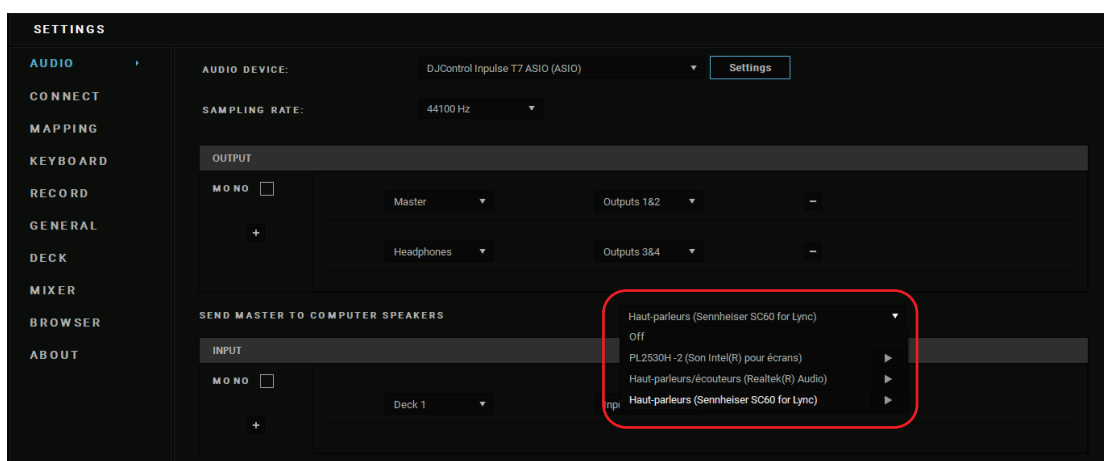 SETTINGS
AUDIO
CONNECT
MAPPING
KEYBOARD
RECORD
GENERAL
DECK
MIXER
BROWSER
ABOUT
AUDIO DEVICE: DJControl Inpulse T7 ASIO (ASIO) Settings
SAMPLING RATE: 44100 Hz
OUTPUT
MONO
Master Outputs 1&2 –
+
Headphones Outputs 3&4 –
SEND MASTER TO COMPUTER SPEAKERS Haut-parleurs (Sennheiser SC60 for Lync)
Off
PL2530H -2 (Son Intel(R) pour écrans)
Haut-parleurs/écouteurs (Realtek(R) Audio)
Haut-parleurs (Sennheiser SC60 for Lync)
INPUT
MONO
Deck 1
+